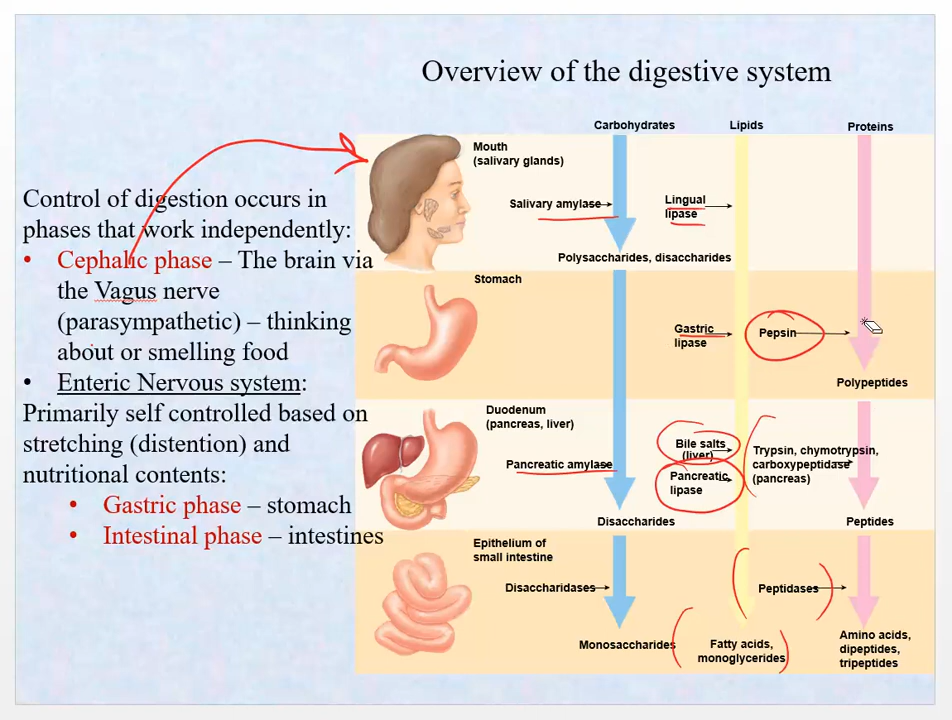 Overview of the digestive system
Control of digestion occurs in
phases that work independently:
• Cephalic phase – The brain via
the Vagus nerve
(parasympathetic) – thinking
about or smelling food
• Enteric Nervous system:
Primarily self controlled based on
stretching (distention) and
nutritional contents:
• Gastric phase – stomach
• Intestinal phase – intestines
Carbohydrates
Lipids
Proteins
Mouth
(salivary glands)
Salivary amylase
Lingual
lipase
Polysaccharides, disaccharides
Stomach
Gastric
lipase
Pepsin
Polypeptides
Duodenum
(pancreas, liver)
Pancreatic amylase
Bile salts
(liver)
Pancreatic
lipase
Trypsin, chymotrypsin,
carboxypeptidase
(pancreas)
Disaccharides
Peptides
Epithelium of
small intestine
Disaccharidases
Peptidases
Monosaccharides
Fatty acids,
monoglycerides
Amino acids,
dipeptides,
tripeptides